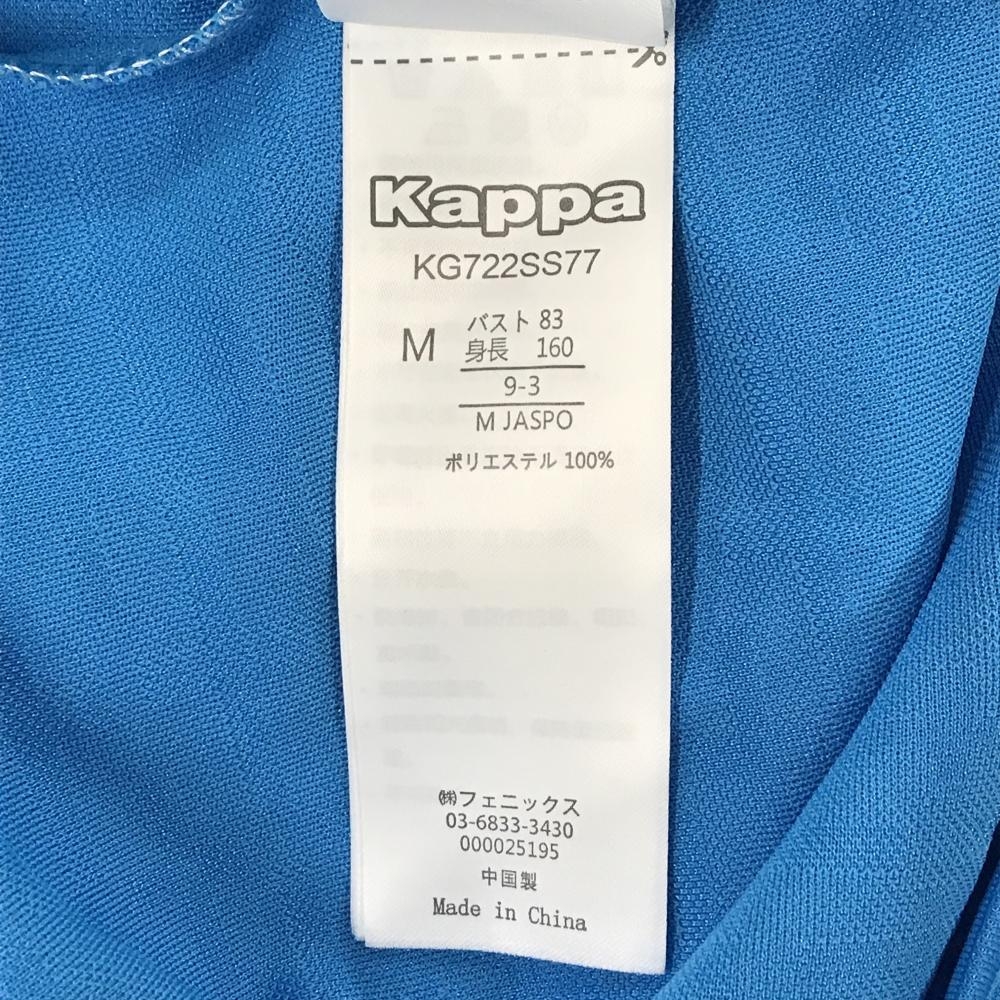 Kappa
KG722SS77
M
バスト 83
身長 160
9-3
M JASPO
ポリエステル 100%
㈱フェニックス
03-6833-3430
000025195
中国製
Made in China